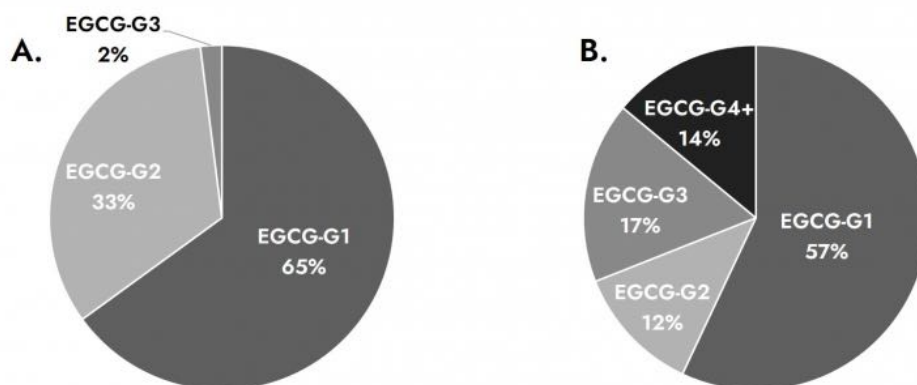 A.
EGCG-G3
2%
EGCG-G2
33%
EGCG-G1
65%
B.
EGCG-G4+
14%
EGCG-G3
17%
EGCG-G1
57%
EGCG-G2
12%